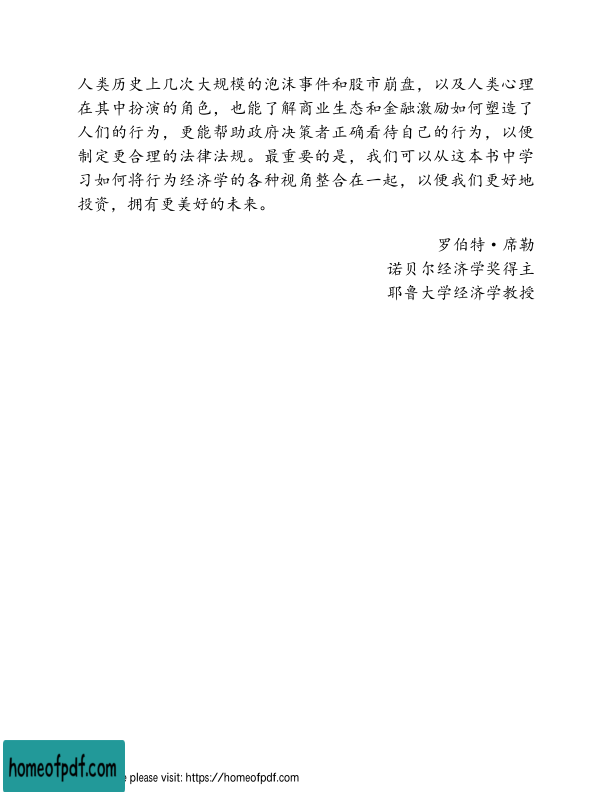 人类历史上几次大规模的泡沫事件和股市崩盘，以及人类心理
在其中扮演的角色，也能了解商业生态和金融激励如何塑造了
人们的行为，更能帮助政府决策者正确看待自己的行为，以便
制定更合理的法律法规。最重要的是，我们可以从这本书中学
习如何将行为经济学的各种视角整合在一起，以便我们更好地
投资，拥有更美好的未来。
罗伯特·席勒
诺贝尔经济学奖得主
耶鲁大学经济学教授
homeofpdf.com
please visit: https://homeofpdf.com